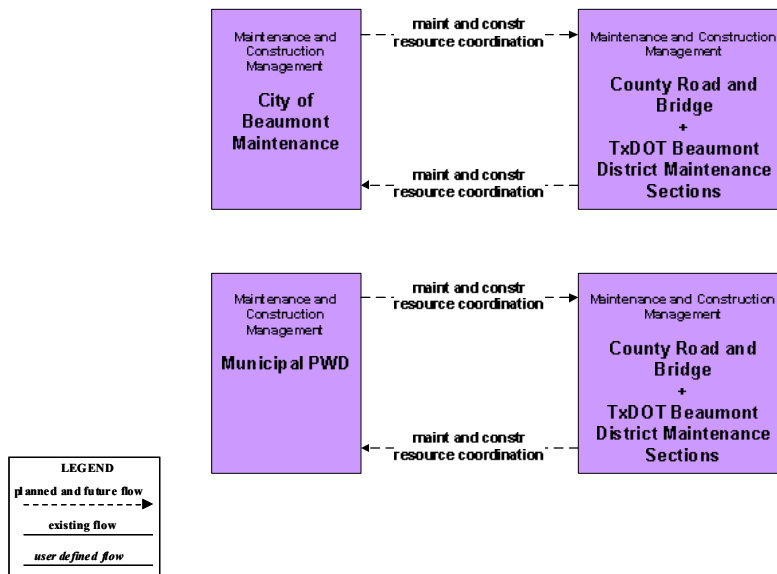 Maintenance and
Construction
Management
City of
Beaumont
Maintenance
maint and constr
resource coordination
maint and constr
resource coordination
Maintenance and Construction
Management
County Road and
Bridge
+
TxDOT Beaumont
District Maintenance
Sections
Maintenance and
Construction
Management
Municipal PWD
maint and constr
resource coordination
maint and constr
resource coordination
Maintenance and Construction
Management
County Road and
Bridge
+
TxDOT Beaumont
District Maintenance
Sections
LEGEND
planned and future flow
existing flow
user defined flow